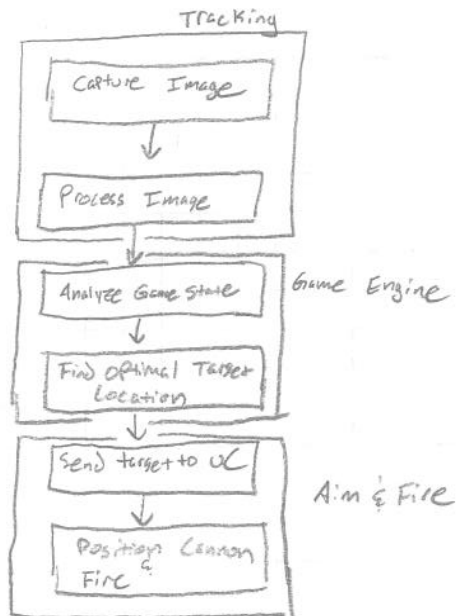 Tracking
Capture Image
Process Image
Analyze Game State
Game Engine
Find Optimal Target
Location
Send target to uC
Aim & Fire
Position Cannon
&
Fire